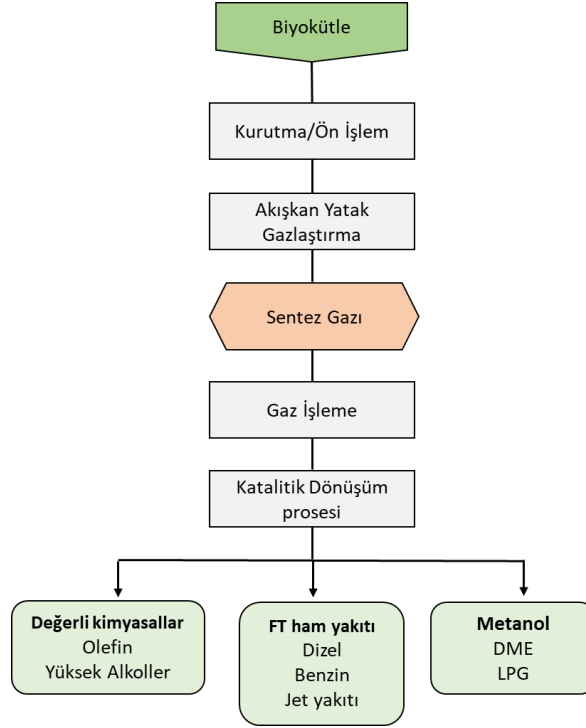 Biyokütle
Kurutma/Ön İşlem
Akışkan Yatak
Gazlaştırma
Sentez Gazı
Gaz İşleme
Katalitik Dönüşüm
prosesi
Değerli kimyasallar
Olefin
Yüksek Alkoller
FT ham yakıtı
Dizel
Benzin
Jet yakıtı
Metanol
DME
LPG